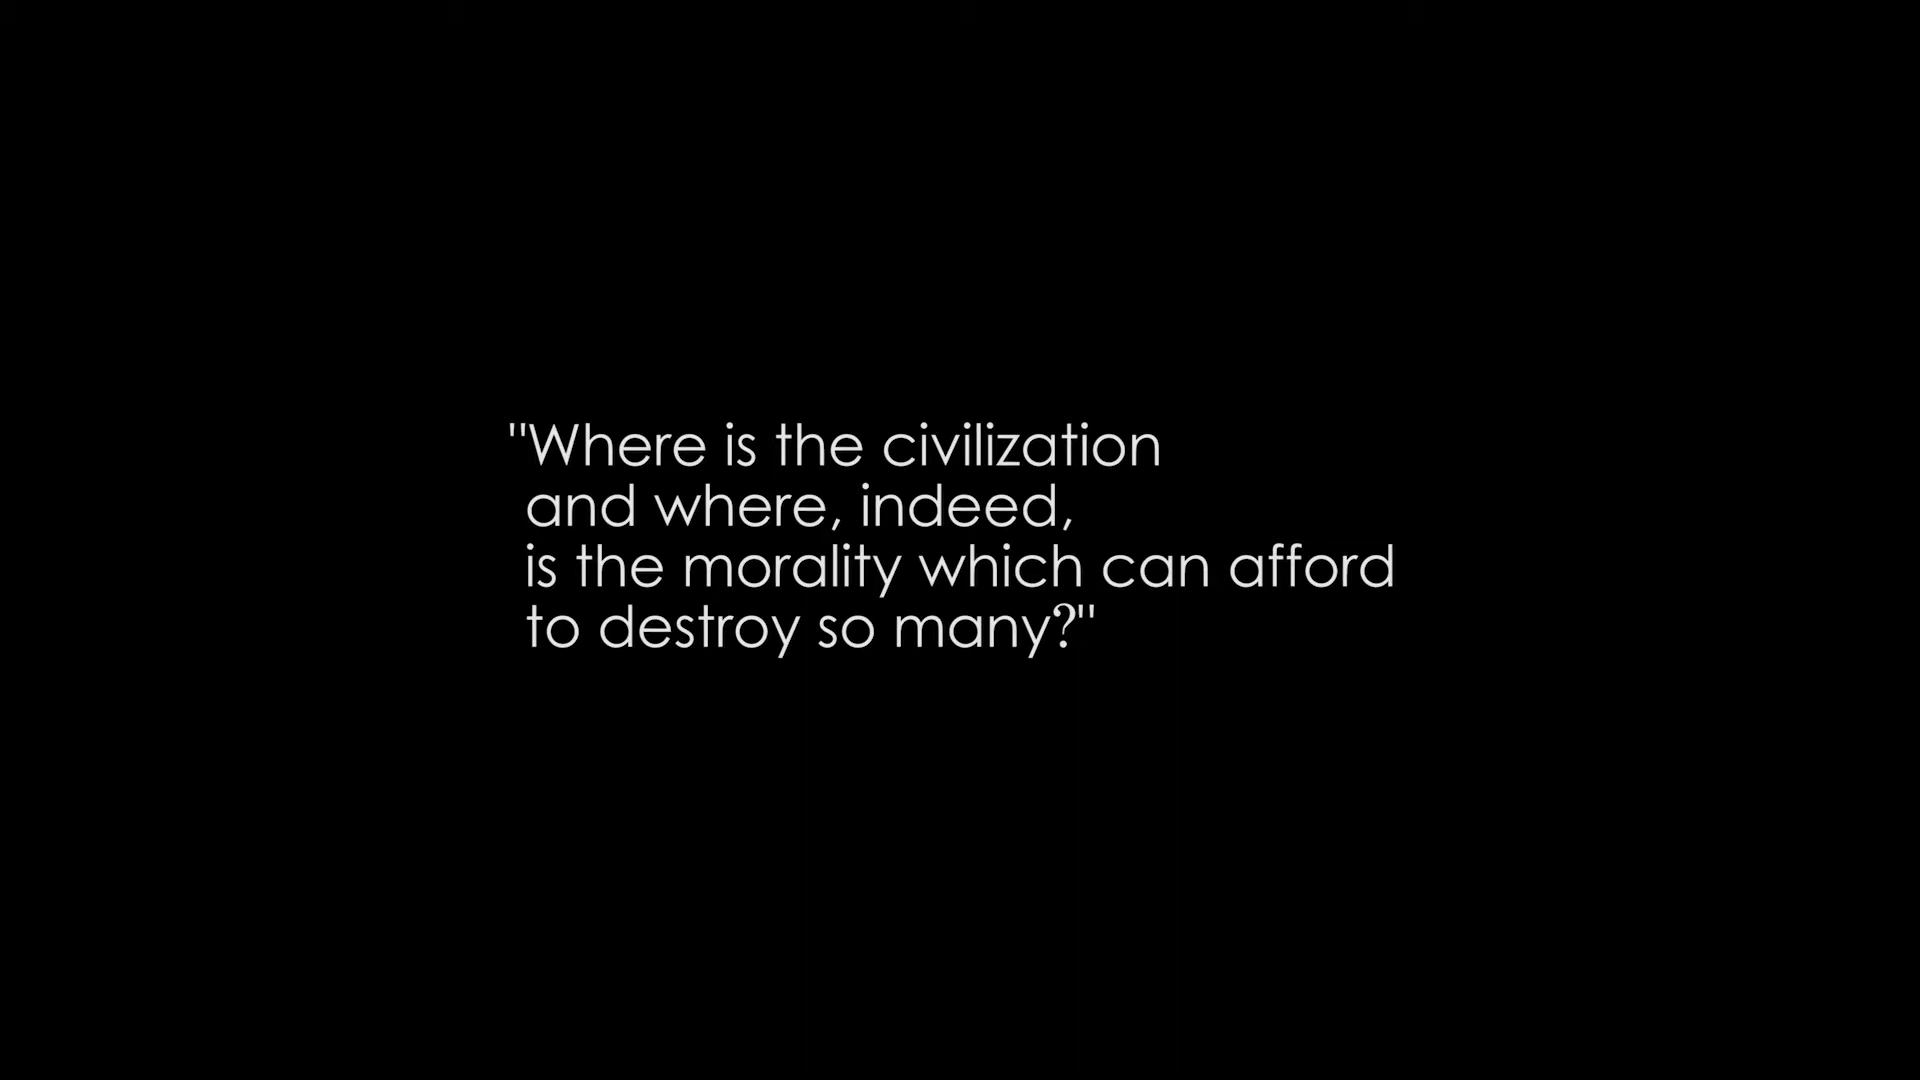 "Where is the civilization
and where, indeed,
is the morality which can afford
to destroy so many?"